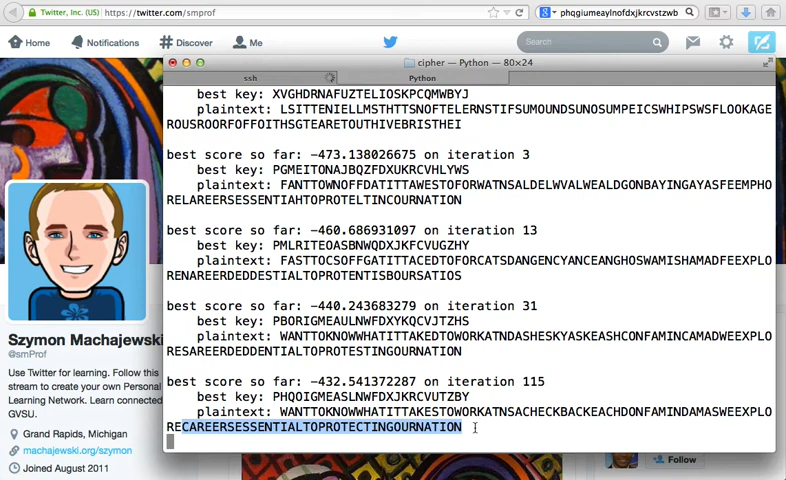 Twitter, Inc. (US) https://twitter.com/smprof
phqgiumeaylnofdxjkrcvstzwb
Home Notifications Discover Me
Search
cipher — Python — 80×24
ssh Python
best key: XVGHDRNAFUZTELIOSKPCQMWBYJ
plaintext: LSITTENIELLMSTHTTSNOFTELERNSTIFSUMOUNDSUNOSUMPEICSWHIPSWSFLOOKAGE
ROUSROORFOFFOITHSGTEARETOUTHIVEBRISTHEI
best score so far: -473.138026675 on iteration 3
best key: PGMEITONAJBQZFDXUKRCVHLYWS
plaintext: FANTTOWNOFFDATITTAWESTOFORWATNSALDELWVALWEALDGONBAYINGAYASFEEMPHO
RELAREERSESSENTIAHTOPROTELTINCOURNATION
best score so far: -460.686931097 on iteration 13
best key: PMLRITEOASBNWQDXJKFCVUGZHY
plaintext: FASTTOCSOFFGATITTACEDTOFORCATSDANGENCYANCEANGHOSWAMISHAMADFEEXPLO
RENAREERDEDDESTIALTOPROTENTISBOURSATIOS
best score so far: -440.243683279 on iteration 31
best key: PBORIGMEAULNWFDXYKQCVJTZHS
plaintext: WANTTOKNOWWHATITTAKEDTOWORKATNDASHESKYASKEASHCONFAMINCAMADWEEXPLO
RESAREERDEDDENTIALTOPROTESTINGOURNATION
best score so far: -432.541372287 on iteration 115
best key: PHQOIGMEASLNWFDXJKRCVUTZBY
plaintext: WANTTOKNOWWHATITTAKESTOWORKATNSACHECKBACKEACHDONFAMINDAMASWEEXPLO
RECAREERSESSENTIALTOPROTECTINGOURNATION
Szymon Machajewski
@smProf
Use Twitter for learning. Follow this
stream to create your own Personal
Learning Network. Learn connected
GVSU.
Grand Rapids, Michigan
machajewski.org/szymon
Joined August 2011
Follow